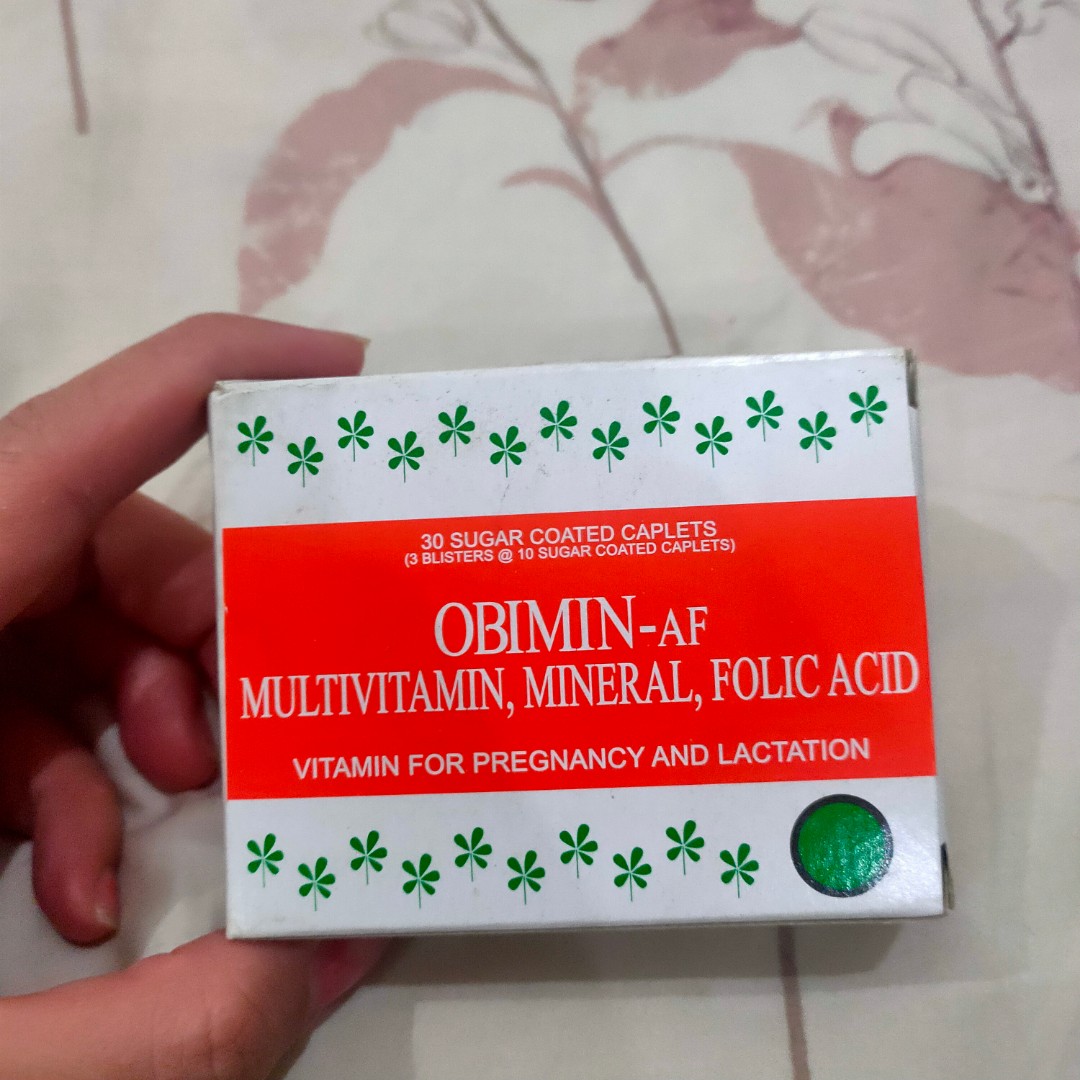 30 SUGAR COATED CAPLETS
(3 BLISTERS @ 10 SUGAR COATED CAPLETS)
OBIMIN-AF
MULTIVITAMIN, MINERAL, FOLIC ACID
VITAMIN FOR PREGNANCY AND LACTATION